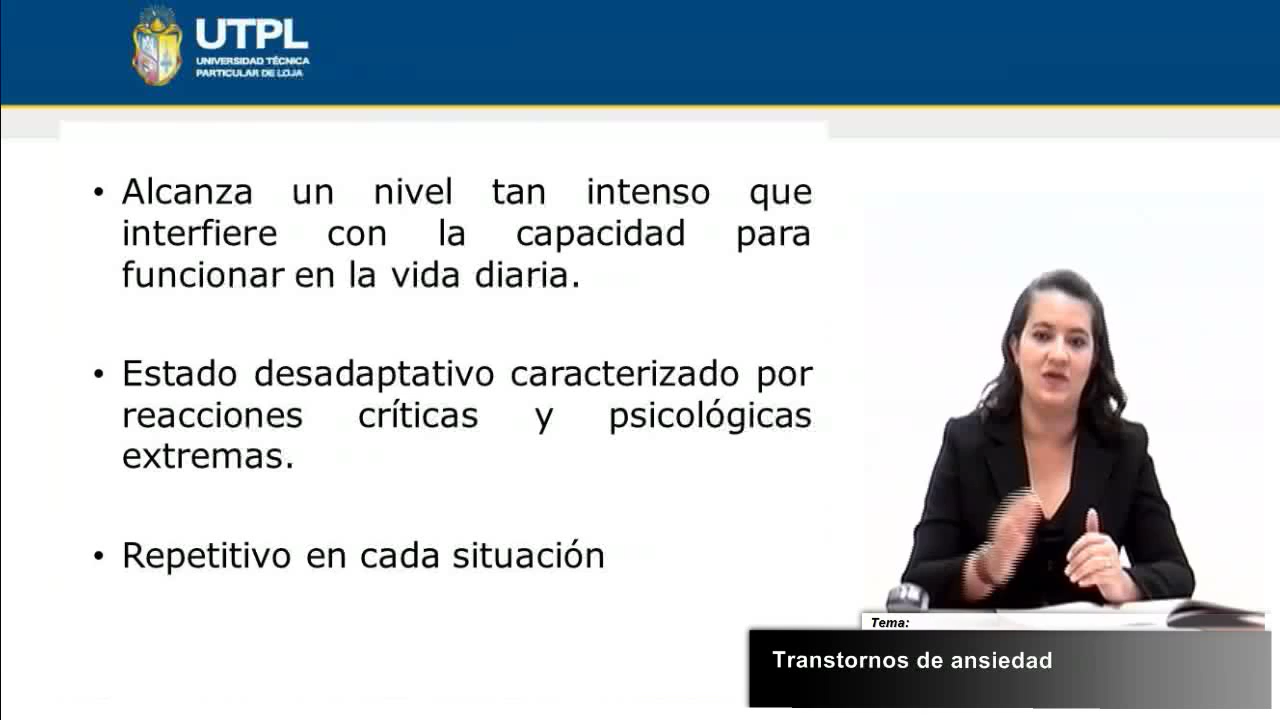 UTPL
UNIVERSIDAD TÉCNICA
PARTICULAR DE LOJA
• Alcanza un nivel tan intenso que
interfiere con la capacidad para
funcionar en la vida diaria.
• Estado desadaptativo caracterizado por
reacciones críticas y psicológicas
extremas.
• Repetitivo en cada situación
Tema:
Transtornos de ansiedad